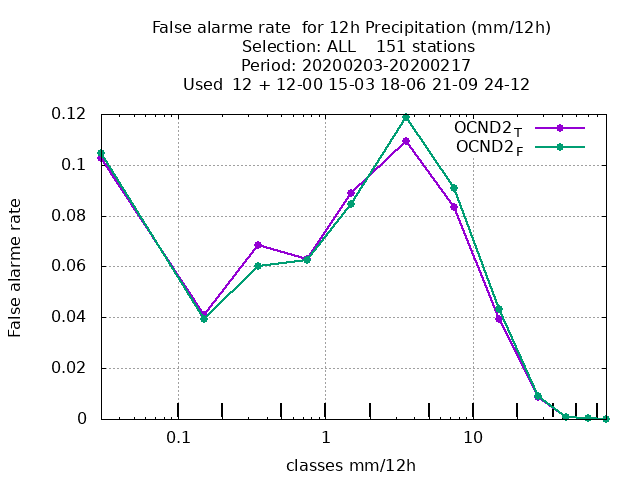 False alarme rate  for 12h Precipitation (mm/12h)
Selection: ALL    151 stations
Period: 20200203-20200217
Used  12 + 12-00 15-03 18-06 21-09 24-12
OCND2T
OCND2F
False alarme rate
0.12
0.1
0.08
0.06
0.04
0.02
0
0.1 1 10
classes mm/12h